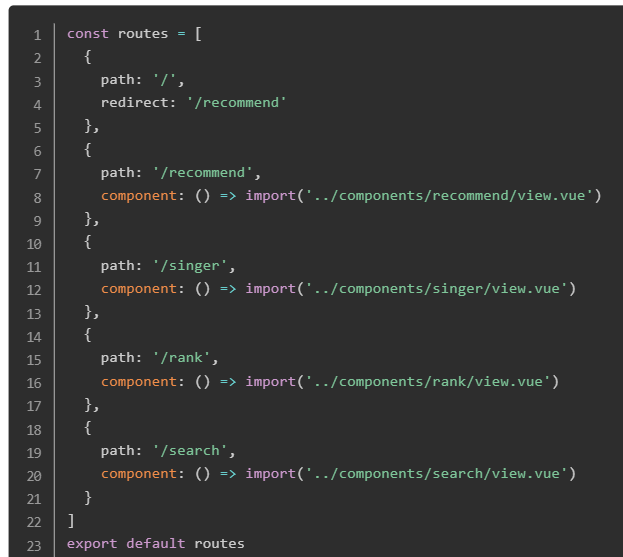 1 const routes = [
2   {
3     path: '/',
4     redirect: '/recommend'
5   },
6   {
7     path: '/recommend',
8     component: () => import('../components/recommend/view.vue')
9   },
10   {
11     path: '/singer',
12     component: () => import('../components/singer/view.vue')
13   },
14   {
15     path: '/rank',
16     component: () => import('../components/rank/view.vue')
17   },
18   {
19     path: '/search',
20     component: () => import('../components/search/view.vue')
21   }
22 ]
23 export default routes